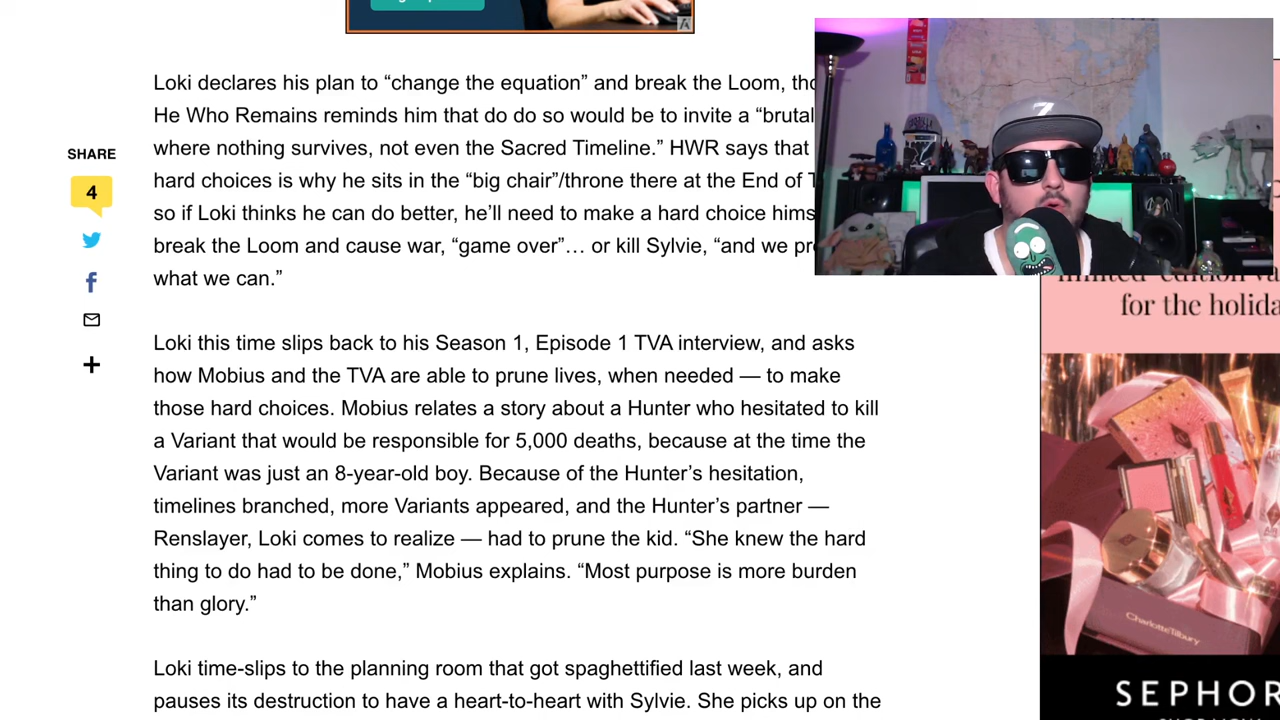 Loki declares his plan to “change the equation” and break the Loom,
He Who Remains reminds him that do do so would be to invite a “brutal
where nothing survives, not even the Sacred Timeline.” HWR says that
hard choices is why he sits in the “big chair”/throne there at the End of
so if Loki thinks he can do better, he’ll need to make a hard choice
break the Loom and cause war, “game over”… or kill Sylvie, “and we
what we can.”
SHARE
4
Loki this time slips back to his Season 1, Episode 1 TVA interview, and asks
how Mobius and the TVA are able to prune lives, when needed — to make
those hard choices. Mobius relates a story about a Hunter who hesitated to kill
a Variant that would be responsible for 5,000 deaths, because at the time the
Variant was just an 8-year-old boy. Because of the Hunter’s hesitation,
timelines branched, more Variants appeared, and the Hunter’s partner —
Renslayer, Loki comes to realize — had to prune the kid. “She knew the hard
thing to do had to be done,” Mobius explains. “Most purpose is more burden
than glory.”
Loki time-slips to the planning room that got spaghettified last week, and
pauses its destruction to have a heart-to-heart with Sylvie. She picks up on the
limited-edition
for the holida
CharlotteTilbury
SEPHOR